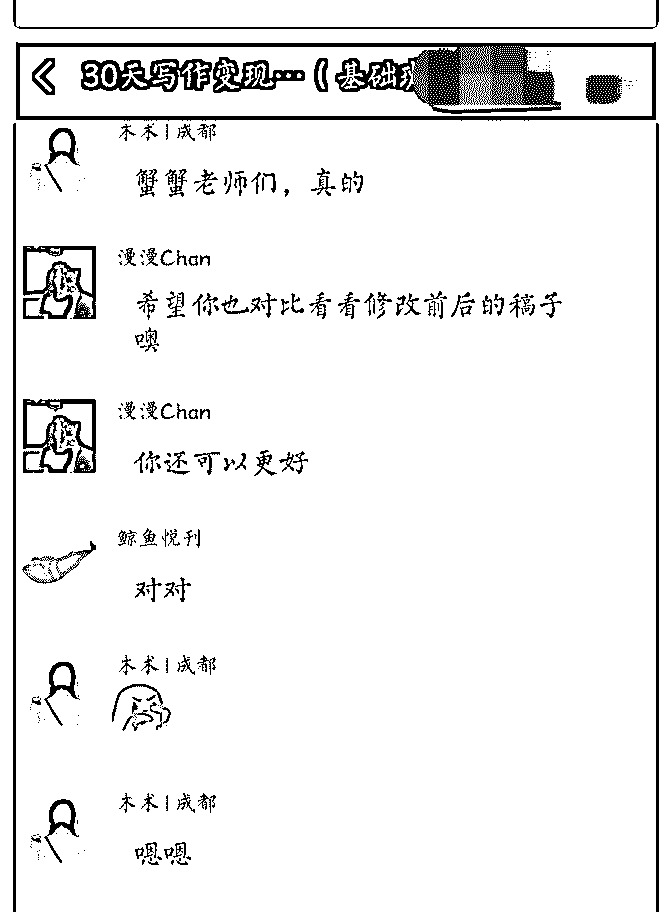 30天写作变现…（基础班
木木|成都
蟹蟹老师们，真的
漫漫Chan
希望你也对比看看修改前后的稿子
噢
漫漫Chan
你还可以更好
鲸鱼悦刊
对对
木木|成都
木木|成都
嗯嗯